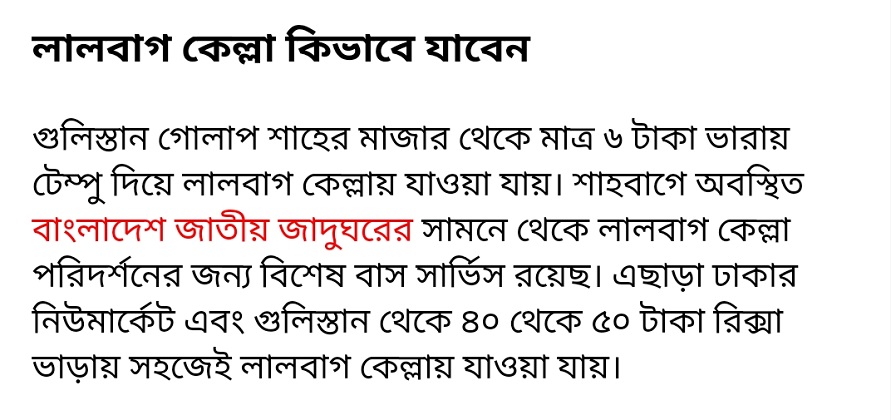 লালবাগ কেল্লা কিভাবে যাবেন
গুলিস্তান গোলাপ শাহের মাজার থেকে মাত্র ৬ টাকা ভারায়
টেম্পু দিয়ে লালবাগ কেল্লায় যাওয়া যায়। শাহবাগে অবস্থিত
বাংলাদেশ জাতীয় জাদুঘরের সামনে থেকে লালবাগ কেল্লা
পরিদর্শনের জন্য বিশেষ বাস সার্ভিস রয়েছ। এছাড়া ঢাকার
নিউমার্কেট এবং গুলিস্তান থেকে ৪০ থেকে ৫০ টাকা রিক্সা
ভাড়ায় সহজেই লালবাগ কেল্লায় যাওয়া যায়।